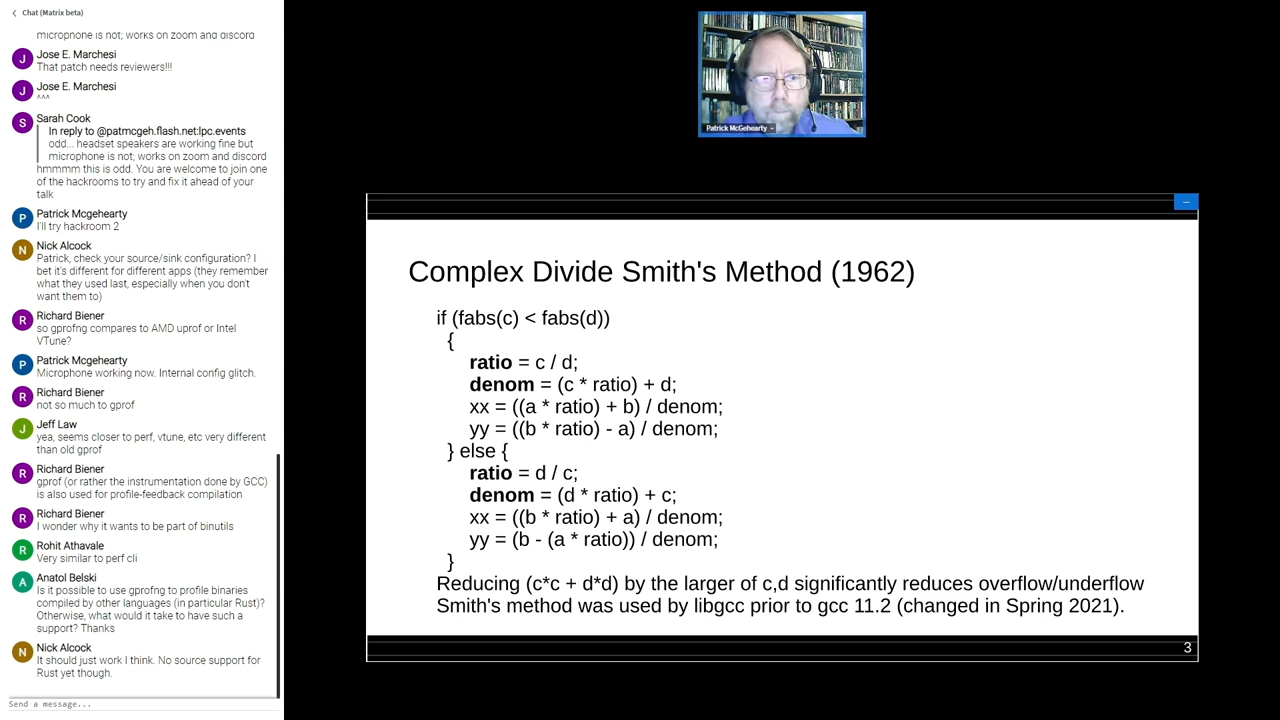 Chat (Matrix beta)
microphone is not; works on zoom and discord
J
Jose E. Marchesi
That patch needs reviewers!!!
J
Jose E. Marchesi
^^^
S
Sarah Cook
In reply to @patmcgeh.flash.net:lpc.events
odd... headset speakers are working fine but
microphone is not; works on zoom and discord
hmmmm this is odd. You are welcome to join one
of the hackrooms to try and fix it ahead of your
talk
P
Patrick Mcgehearty
I'll try hackroom 2
N
Nick Alcock
Patrick, check your source/sink configuration? I
bet it's different for different apps (they remember
what they used last, especially when you don't
want them to)
R
Richard Biener
so gprofng compares to AMD uprof or Intel
VTune?
P
Patrick Mcgehearty
Microphone working now. Internal config glitch.
R
Richard Biener
not so much to gprof
J
Jeff Law
yea, seems closer to perf, vtune, etc very different
than old gprof
R
Richard Biener
gprof (or rather the instrumentation done by GCC)
is also used for profile-feedback compilation
R
Richard Biener
I wonder why it wants to be part of binutils
R
Rohit Athavale
Very similar to perf cli
A
Anatol Belski
Is it possible to use gprofng to profile binaries
compiled by other languages (in particular Rust)?
Otherwise, what would it take to have such a
support? Thanks
N
Nick Alcock
It should just work I think. No source support for
Rust yet though.
Send a message...
Patrick McGehearty
Complex Divide Smith's Method (1962)
if (fabs(c) < fabs(d))
{
ratio = c / d;
denom = (c * ratio) + d;
xx = ((a * ratio) + b) / denom;
yy = ((b * ratio) - a) / denom;
} else {
ratio = d / c;
denom = (d * ratio) + c;
xx = ((b * ratio) + a) / denom;
yy = (b - (a * ratio)) / denom;
}
Reducing (c*c + d*d) by the larger of c,d significantly reduces overflow/underflow
Smith's method was used by libgcc prior to gcc 11.2 (changed in Spring 2021).
3